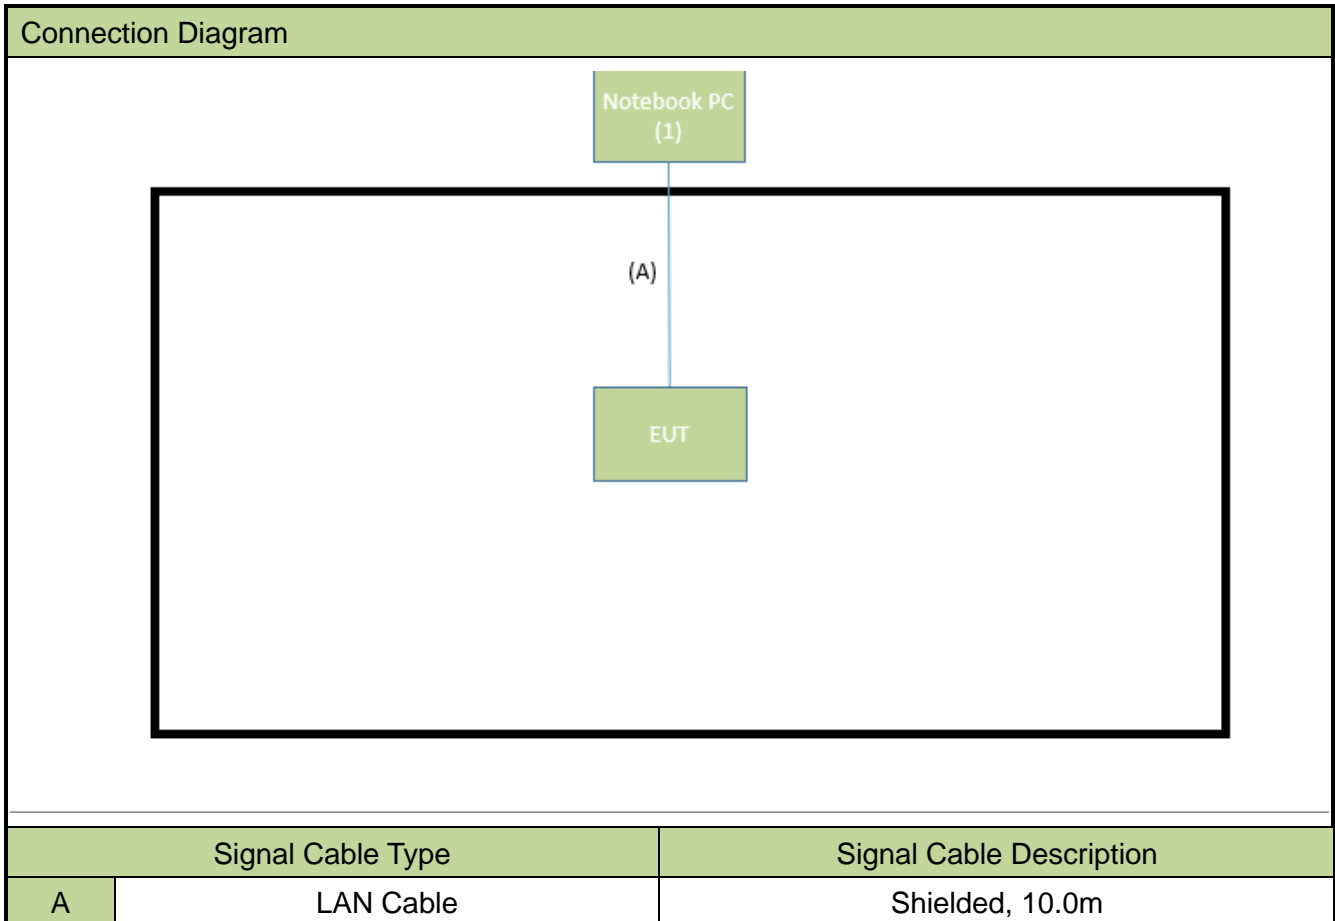 Connection Diagram
Notebook PC
(1)
(A)
EUT
Signal Cable Type Signal Cable Description
A LAN Cable Shielded, 10.0m